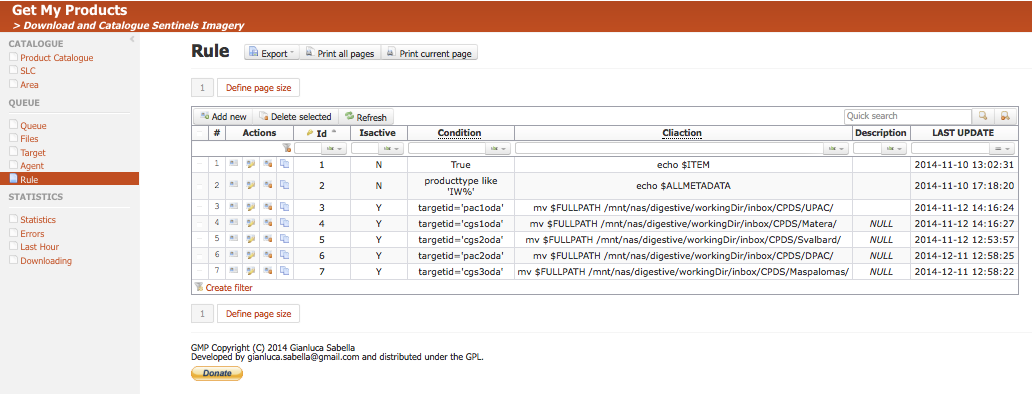 Get My Products
> Download and Catalogue Sentinels Imagery
CATALOGUE
Product Catalogue
SLC
Area
QUEUE
Queue
Files
Target
Agent
Rule
STATISTICS
Statistics
Errors
Last Hour
Downloading
Rule Export Print all pages Print current page
1 Define page size
Add new Delete selected Refresh Quick search
# Actions Id Isactive Condition Cliaction Description LAST UPDATE
1 1 N True echo $ITEM 2014-11-10 13:02:31
2 2 N producttype like 'IW%' echo $ALLMETADATA 2014-11-10 17:18:20
3 3 Y targetid='pac1oda' mv $FULLPATH /mnt/nas/digestive/workingDir/inbox/CPDS/UPAC/ 2014-11-12 14:16:24
4 4 Y targetid='cgs1oda' mv $FULLPATH /mnt/nas/digestive/workingDir/inbox/CPDS/Matera/ NULL 2014-11-12 14:16:27
5 5 Y targetid='cgs2oda' mv $FULLPATH /mnt/nas/digestive/workingDir/inbox/CPDS/Svalbard/ NULL 2014-11-12 12:53:57
6 6 Y targetid='pac2oda' mv $FULLPATH /mnt/nas/digestive/workingDir/inbox/CPDS/DPAC/ NULL 2014-12-11 12:58:25
7 7 Y targetid='cgs3oda' mv $FULLPATH /mnt/nas/digestive/workingDir/inbox/CPDS/Maspalomas/ NULL 2014-12-11 12:58:22
Create filter
1 Define page size
GMP Copyright (C) 2014 Gianluca Sabella
Developed by gianluca.sabella@gmail.com and distributed under the GPL.
Donate